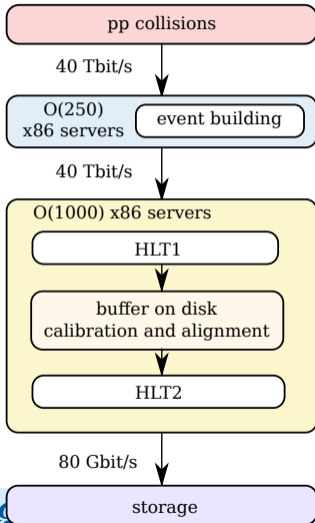 pp collisions
40 Tbit/s
O(250)
x86 servers
event building
40 Tbit/s
O(1000) x86 servers
HLT1
buffer on disk
calibration and alignment
HLT2
80 Gbit/s
storage